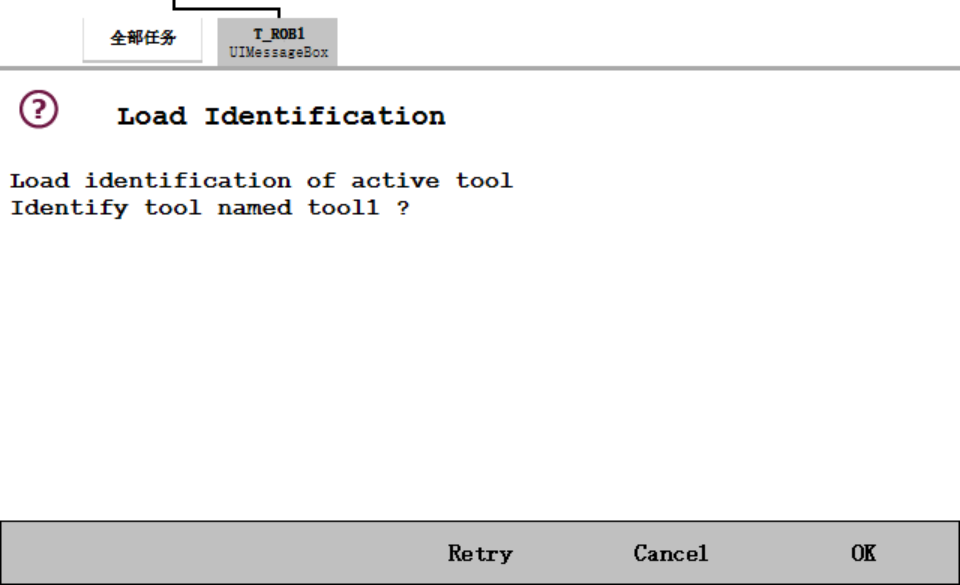 全部任务
T_ROB1
UIMessageBox
Load Identification
Load identification of active tool
Identify tool named tool1 ?
Retry
Cancel
OK